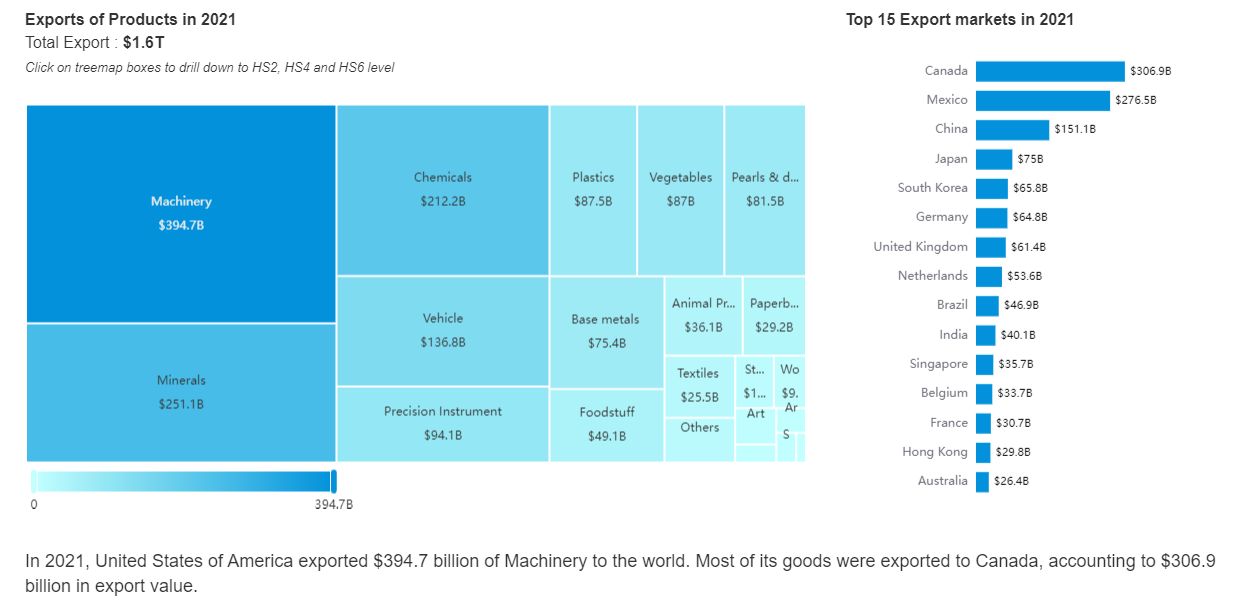 Exports of Products in 2021
Total Export : $1.6T
Click on treemap boxes to drill down to HS2, HS4 and HS6 level
Machinery
$394.7B
Minerals
$251.1B
Chemicals
$212.2B
Vehicle
$136.8B
Precision Instrument
$94.1B
Plastics
$87.5B
Vegetables
$87B
Pearls & d...
$81.5B
Base metals
$75.4B
Foodstuff
$49.1B
Animal Pr...
$36.1B
Paperb...
$29.2B
Textiles
$25.5B
Others
St...
$1...
Wo
$9.
Art
Ar
S
0
394.7B
Top 15 Export markets in 2021
Canada $306.9B
Mexico $276.5B
China $151.1B
Japan $75B
South Korea $65.8B
Germany $64.8B
United Kingdom $61.4B
Netherlands $53.6B
Brazil $46.9B
India $40.1B
Singapore $35.7B
Belgium $33.7B
France $30.7B
Hong Kong $29.8B
Australia $26.4B
In 2021, United States of America exported $394.7 billion of Machinery to the world. Most of its goods were exported to Canada, accounting to $306.9
billion in export value.